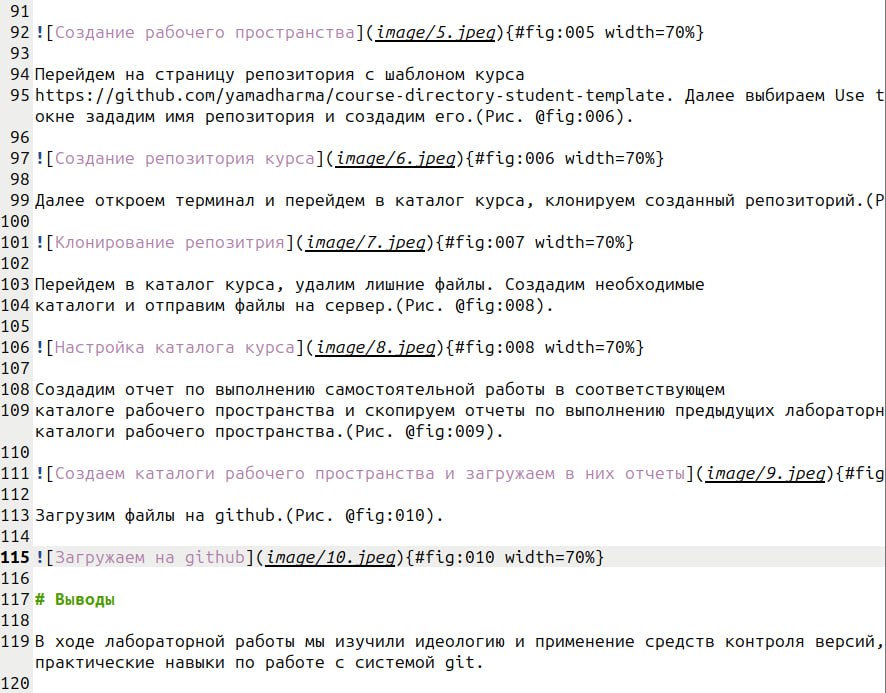 91
92 ![Создание рабочего пространства](image/5.jpeg){#fig:005 width=70%}
93
94 Перейдем на страницу репозитория с шаблоном курса
95 https://github.com/yamadharma/course-directory-student-template. Далее выбираем Use t
окне зададим имя репозитория и создадим его.(Рис. @fig:006).
96
97 ![Создание репозитория курса](image/6.jpeg){#fig:006 width=70%}
98
99 Далее откроем терминал и перейдем в каталог курса, клонируем созданный репозиторий.(Р
100
101 ![Клонирование репозитрия](image/7.jpeg){#fig:007 width=70%}
102
103 Перейдем в каталог курса, удалим лишние файлы. Создадим необходимые
104 каталоги и отправим файлы на сервер.(Рис. @fig:008).
105
106 ![Настройка каталога курса](image/8.jpeg){#fig:008 width=70%}
107
108 Создадим отчет по выполнению самостоятельной работы в соответствующем
109 каталоге рабочего пространства и скопируем отчеты по выполнению предыдущих лабораторн
каталоги рабочего пространства.(Рис. @fig:009).
110
111 ![Создаем каталоги рабочего пространства и загружаем в них отчеты](image/9.jpeg){#fig
112
113 Загрузим файлы на github.(Рис. @fig:010).
114
115 ![Загружаем на github](image/10.jpeg){#fig:010 width=70%}
116
117 # Выводы
118
119 В ходе лабораторной работы мы изучили идеологию и применение средств контроля версий,
практические навыки по работе с системой git.
120